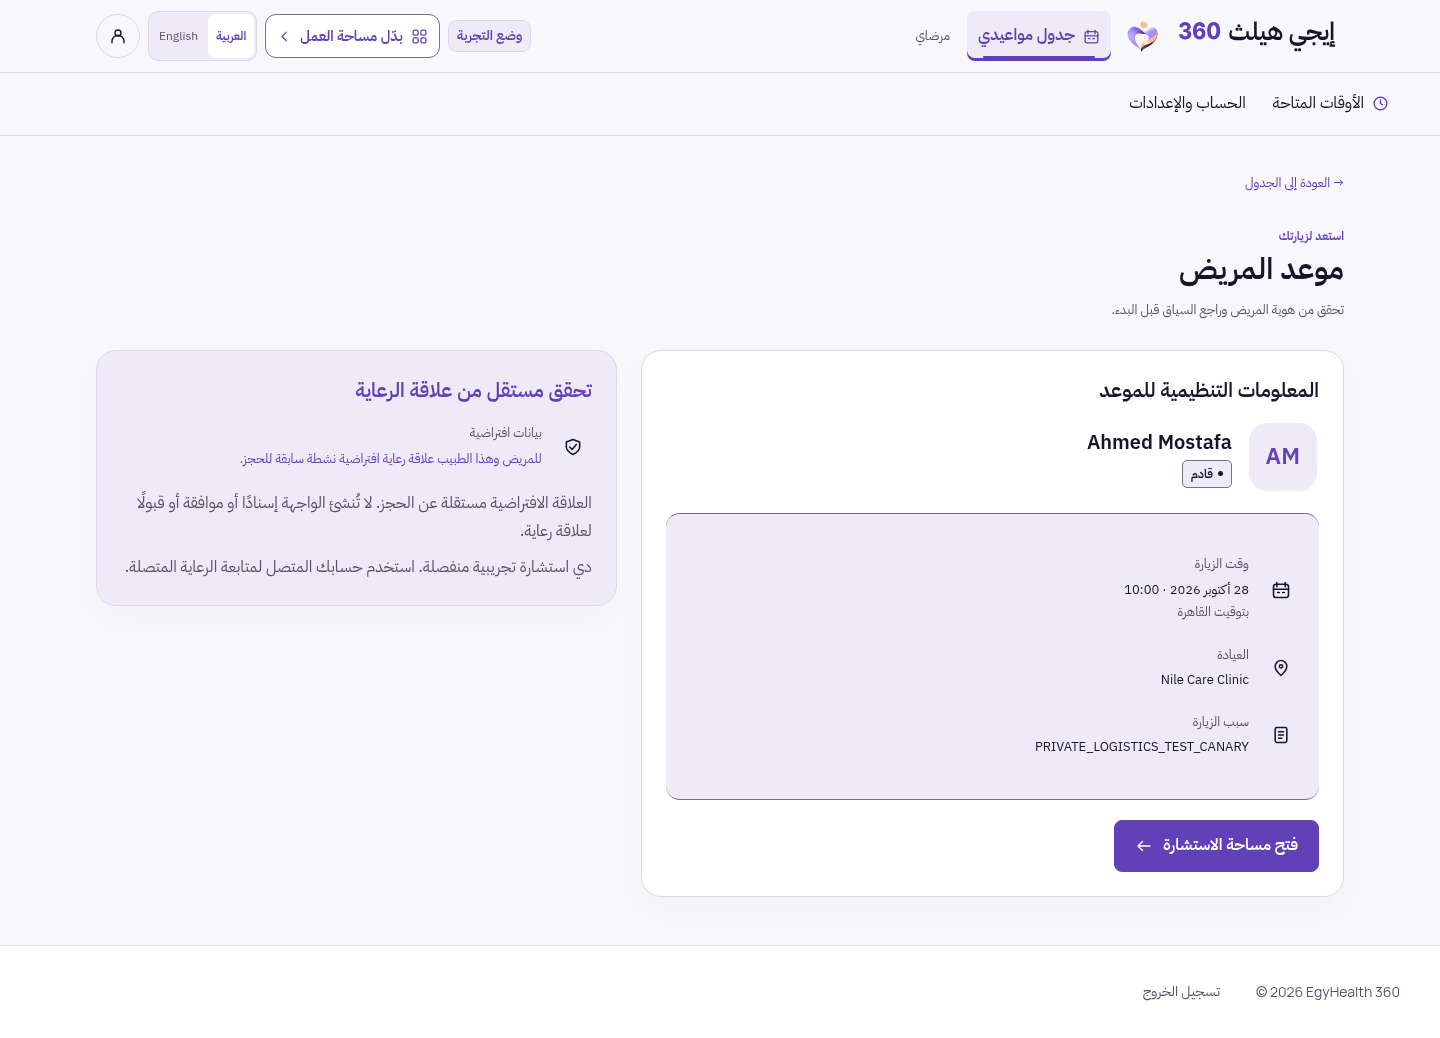 إيجي هيلث 360
جدول مواعيدي
مرضاي
وضع التجربة
بدّل مساحة العمل
العربية
English
الأوقات المتاحة
الحساب والإعدادات
→ العودة إلى الجدول
استعد لزيارتك
موعد المريض
تحقق من هوية المريض وراجع السياق قبل البدء.
المعلومات التنظيمية للموعد
AM
Ahmed Mostafa
• قادم
وقت الزيارة
28 أكتوبر 2026 · 10:00
بتوقيت القاهرة
العيادة
Nile Care Clinic
سبب الزيارة
PRIVATE_LOGISTICS_TEST_CANARY
فتح مساحة الاستشارة
تحقق مستقل من علاقة الرعاية
بيانات افتراضية
للمريض وهذا الطبيب علاقة رعاية افتراضية نشطة سابقة للحجز.
العلاقة الافتراضية مستقلة عن الحجز. لا تُنشئ الواجهة إسنادًا أو موافقة أو قبولًا
لعلاقة رعاية.
دي استشارة تجريبية منفصلة. استخدم حسابك المتصل لمتابعة الرعاية المتصلة.
© 2026 EgyHealth 360
تسجيل الخروج